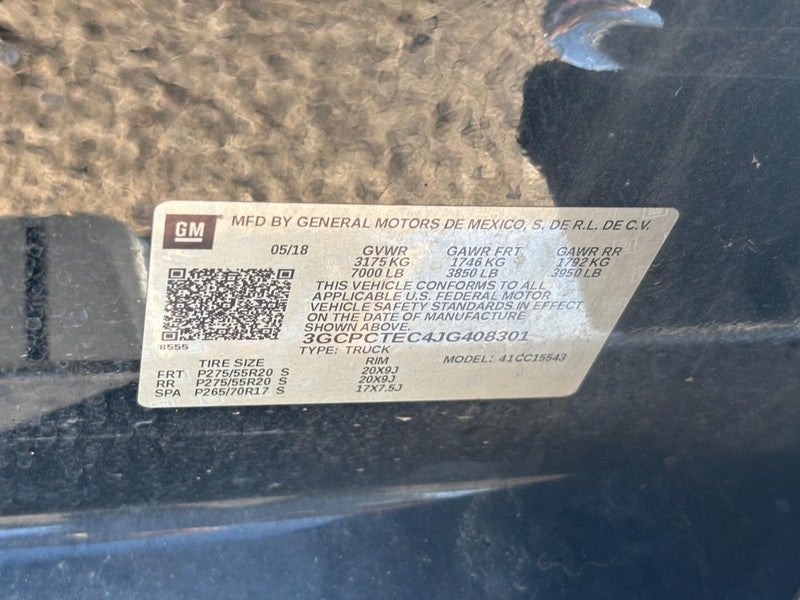 GM MFD BY GENERAL MOTORS DE MEXICO, S. DE R.L. DE C.V.
05/18 GVWR GAWR FRT GAWR RR
3175 KG 1746 KG 1792 KG
7000 LB 3850 LB 3950 LB
THIS VEHICLE CONFORMS TO ALL
APPLICABLE U.S. FEDERAL MOTOR
VEHICLE SAFETY STANDARDS IN EFFECT
ON THE DATE OF MANUFACTURE
SHOWN ABOVE.
8555 3GCPCTEC4JG408301
TYPE: TRUCK MODEL: 41CC15543
TIRE SIZE RIM
FRT P275/55R20 S 20X9J
RR P275/55R20 S 20X9J
SPA P265/70R17 S 17X7.5J